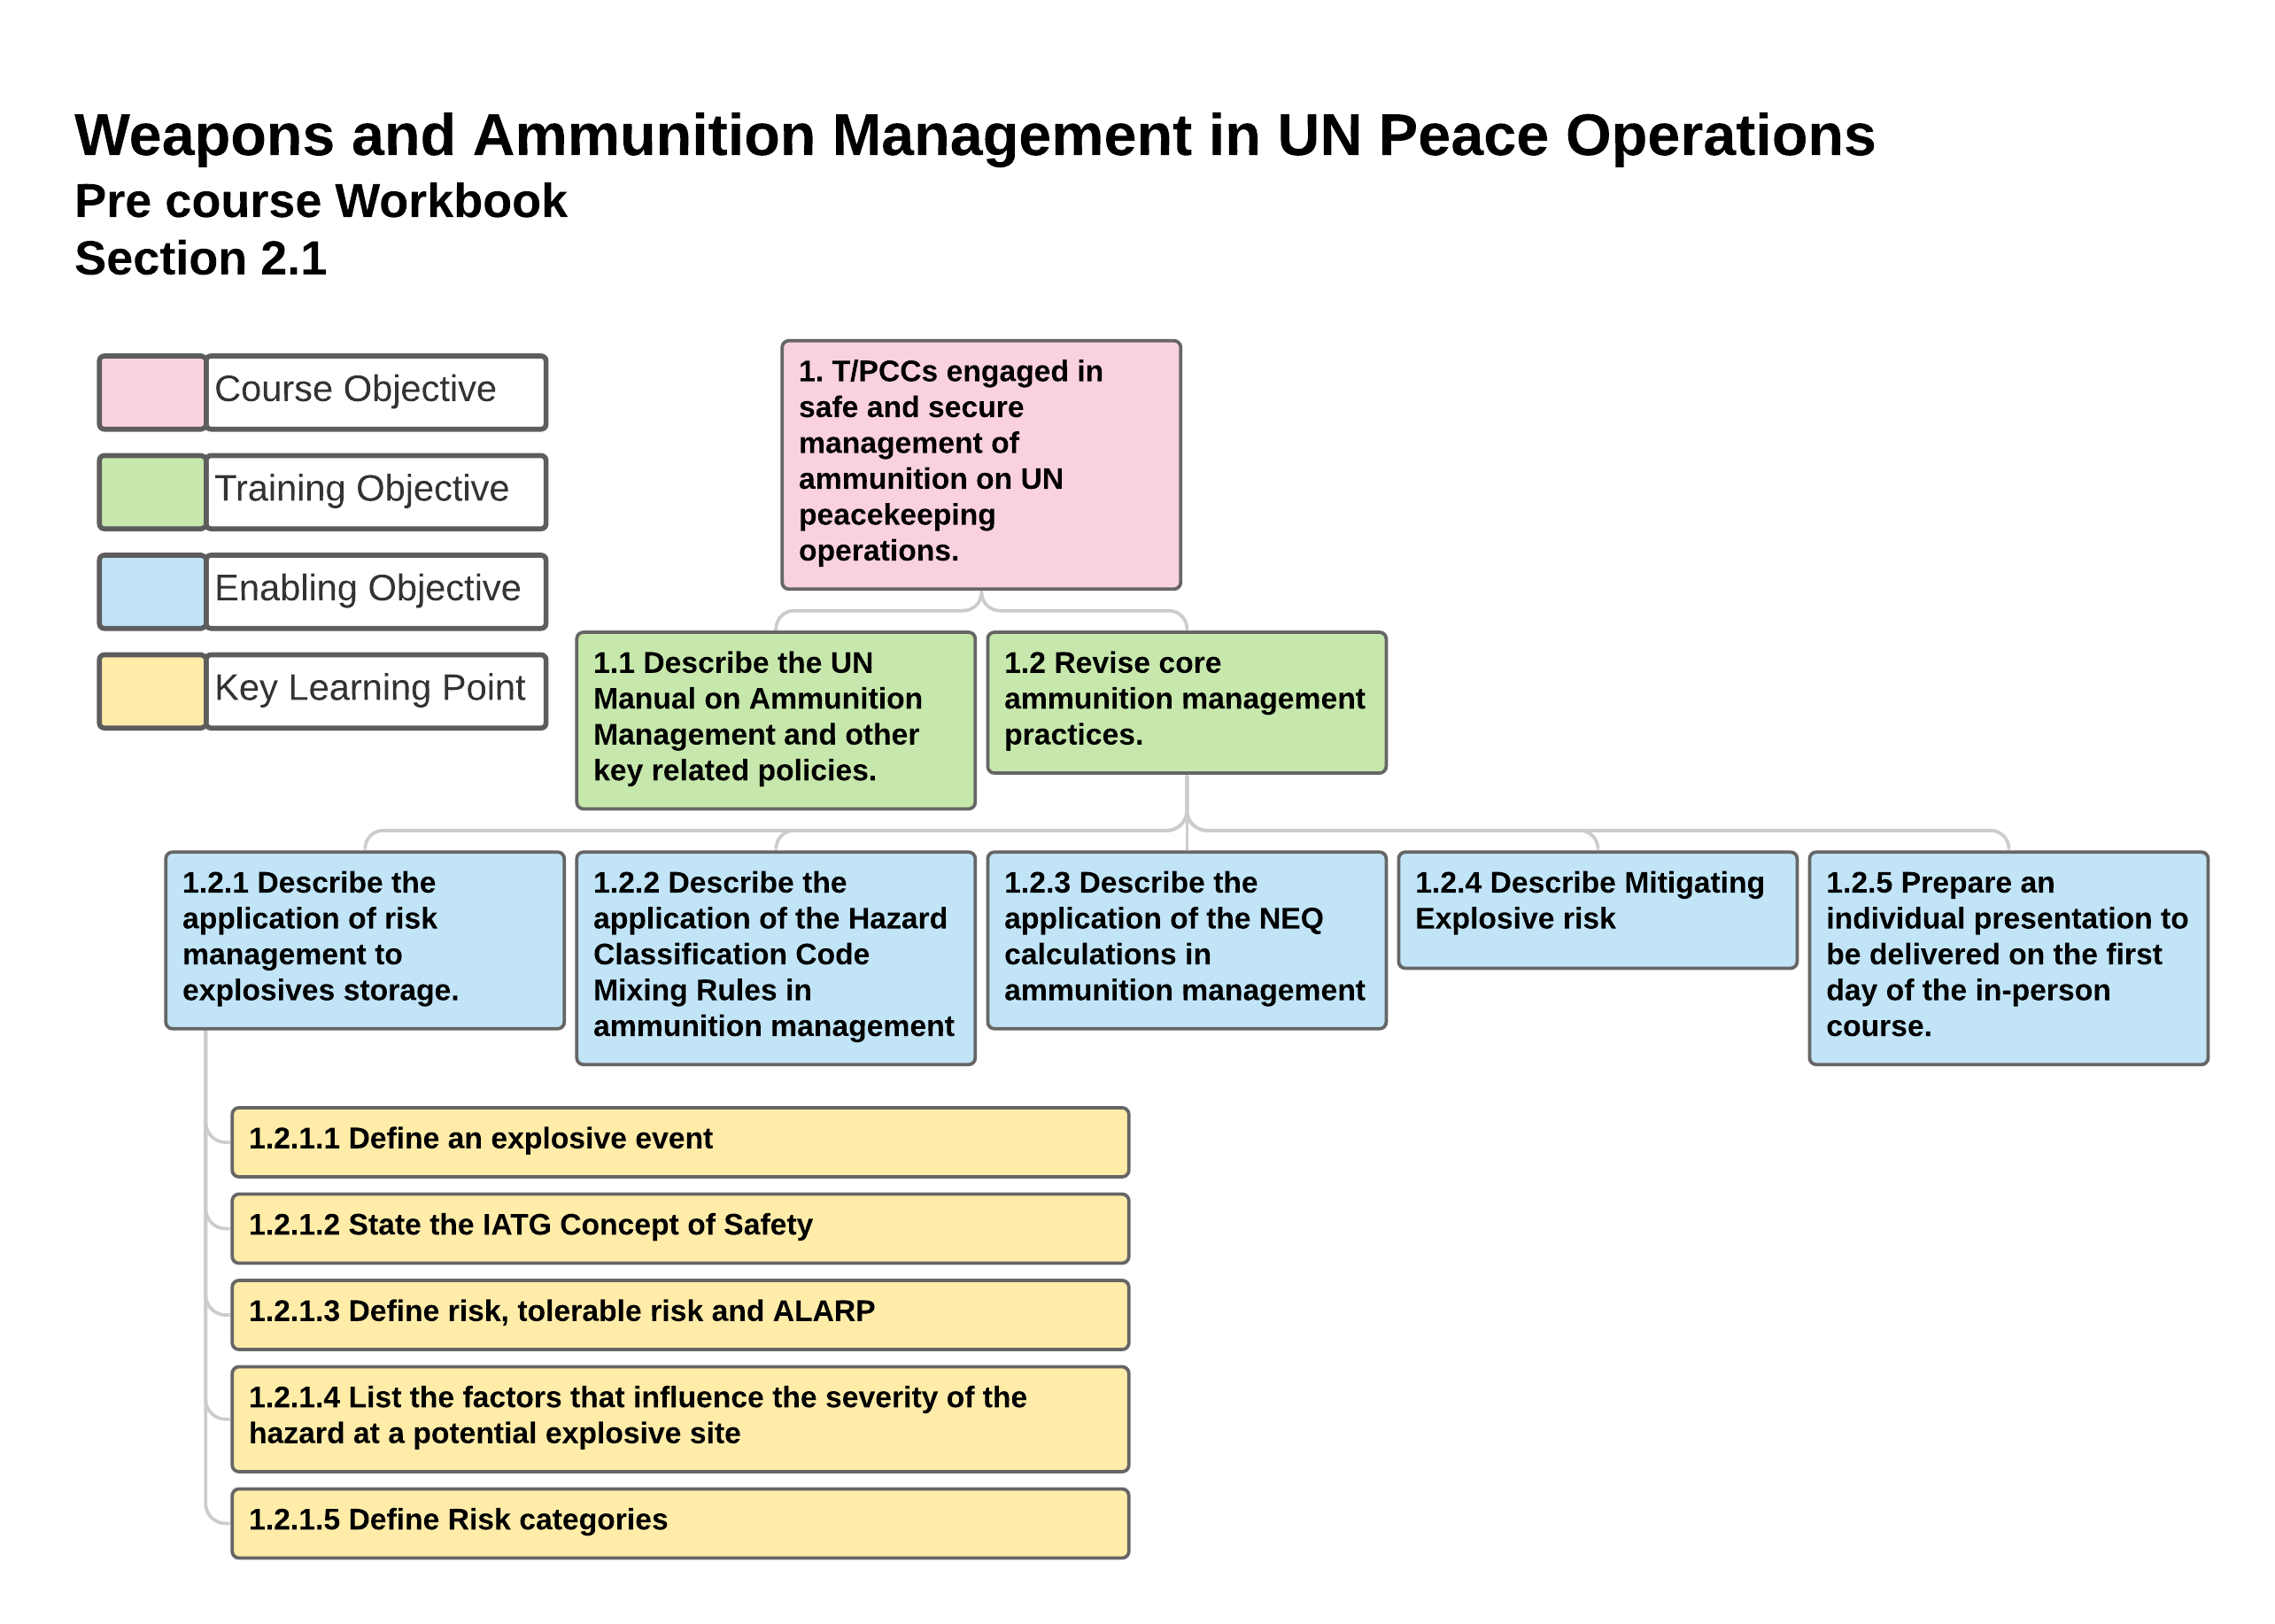 Weapons and Ammunition Management in UN Peace Operations
Pre course Workbook
Section 2.1
Course Objective
Training Objective
Enabling Objective
Key Learning Point
1. T/PCCs engaged in
safe and secure
management of
ammunition on UN
peacekeeping
operations.
1.1 Describe the UN
Manual on Ammunition
Management and other
key related policies.
1.2 Revise core
ammunition management
practices.
1.2.1 Describe the
application of risk
management to
explosives storage.
1.2.2 Describe the
application of the Hazard
Classification Code
Mixing Rules in
ammunition management
1.2.3 Describe the
application of the NEQ
calculations in
ammunition management
1.2.4 Describe Mitigating
Explosive risk
1.2.5 Prepare an
individual presentation to
be delivered on the first
day of the in-person
course.
1.2.1.1 Define an explosive event
1.2.1.2 State the IATG Concept of Safety
1.2.1.3 Define risk, tolerable risk and ALARP
1.2.1.4 List the factors that influence the severity of the
hazard at a potential explosive site
1.2.1.5 Define Risk categories